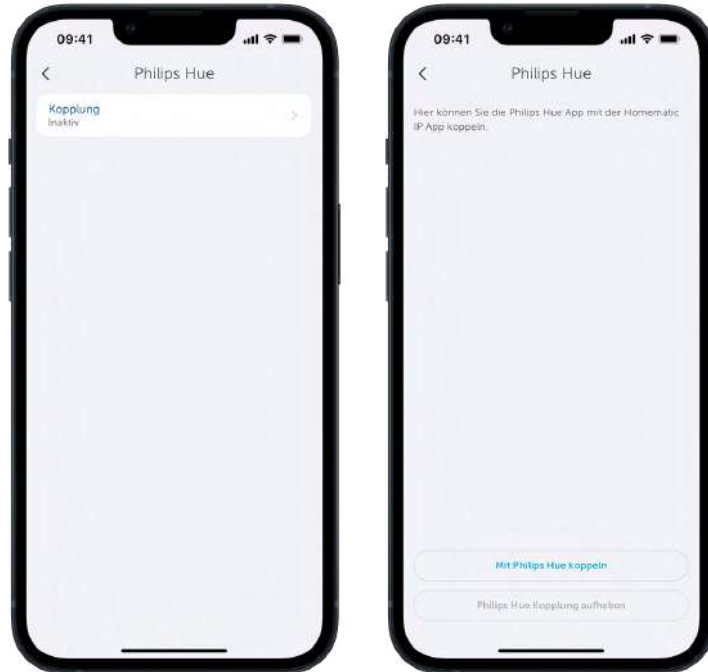 09:41
Philips Hue
Kopplung
Inaktiv
09:41
Philips Hue
Hier können Sie die Philips Hue App mit der Homematic
IP App koppeln.
Mit Philips Hue koppeln
Philips Hue Kopplung aufheben